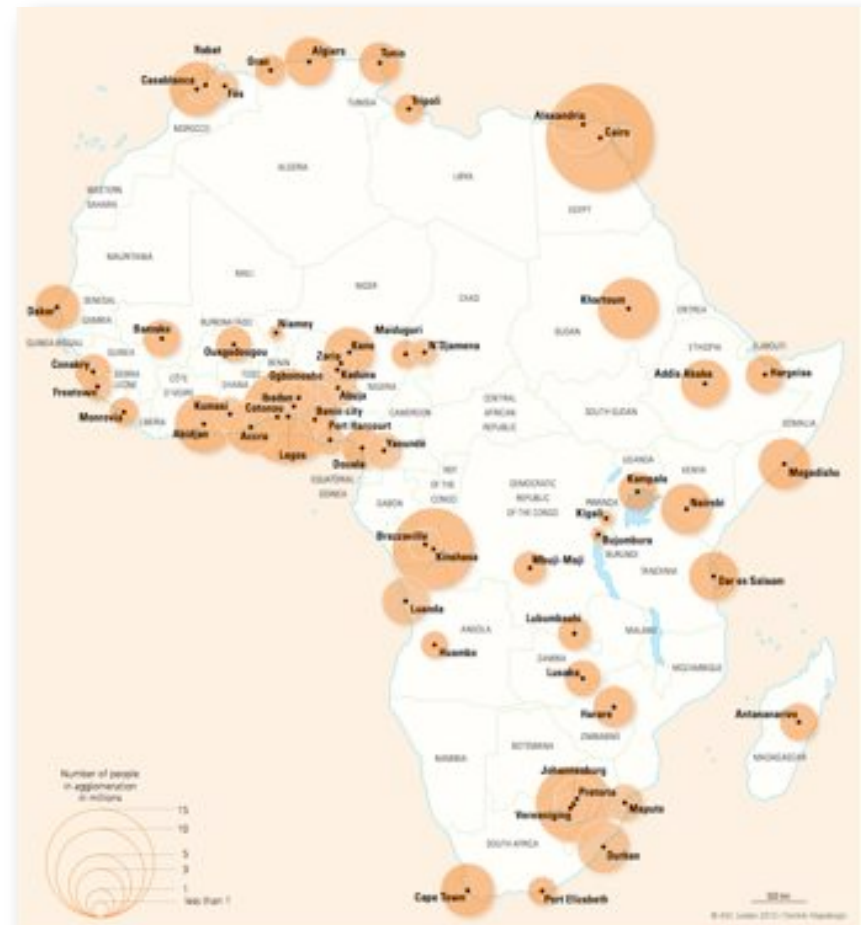 Rabat
Oran
Algiers
Tunis
Casablanca
Fès
TUNISIA
Tripoli
MOROCCO
Alexandria
Cairo
ALGERIA
LIBYA
EGYPT
WESTERN
SAHARA
MAURITANIA
MALI
NIGER
CHAD
Khartoum
SUDAN
ERITREA
Dakar
SENEGAL
GAMBIA
GUINEA-BISSAU
Bamako
BURKINA FASO
Niamey
Maiduguri
N'Djamena
Ouagadougou
Kano
Zaria
Kaduna
BENIN
TOGO
Ogbomosho
NIGERIA
Abuja
GUINEA
Conakry
SIERRA
LEONE
Freetown
CÔTE
D'IVOIRE
GHANA
Monrovia
LIBERIA
Kumasi
Ibadan
Cotonou
Benin city
Port Harcourt
Abidjan
Accra
Lagos
Douala
Yaoundé
CAMEROON
CENTRAL
AFRICAN
REPUBLIC
SOUTH SUDAN
ETHIOPIA
DJIBOUTI
Addis Ababa
Hargeisa
SOMALIA
Mogadishu
EQUATORIAL
GUINEA
GABON
REP
OF THE
CONGO
DEMOCRATIC
REPUBLIC
OF THE CONGO
UGANDA
Kampala
KENYA
Nairobi
RWANDA
Kigali
Bujumbura
BURUNDI
Brazzaville
Kinshasa
Mbuji-Maji
TANZANIA
Dar es Salaam
Luanda
ANGOLA
Huambo
Lubumbashi
MALAWI
ZAMBIA
Lusaka
MOZAMBIQUE
Harare
ZIMBABWE
Antananarivo
MADAGASCAR
NAMIBIA
BOTSWANA
Johannesburg
Pretoria
Vereeniging
Maputo
SOUTH AFRICA
Durban
Cape Town
Port Elizabeth
Number of people
in agglomeration
in millions
15
10
5
3
1
less than 1